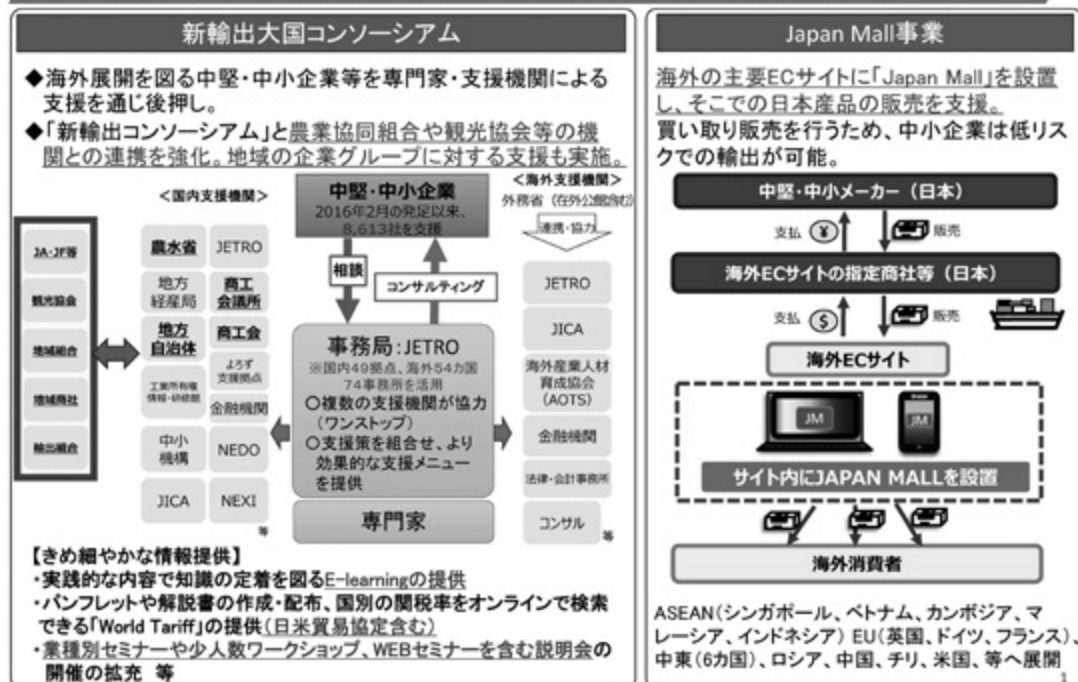 新輸出大国コンソーシアム
◆海外展開を図る中堅・中小企業等を専門家・支援機関による
支援を通じ後押し。
◆「新輸出コンソーシアム」と農業協同組合や観光協会等の機
関との連携を強化。地域の企業グループに対する支援も実施。
<国内支援機関>
JA・JF等
観光協会
地域組合
地域商社
輸出組合
農水省
JETRO
地方
経産局
商工
会議所
地方
自治体
商工会
よろず
支援拠点
工業所有権
情報・研修館
金融機関
中小
機構
NEDO
JICA
NEXI
等
中堅・中小企業
2016年2月の発足以来、
8,613社を支援
相談
コンサルティング
事務局:JETRO
※国内49拠点、海外54カ国
74事務所を活用
○複数の支援機関が協力
(ワンストップ)
○支援策を組合せ、より
効果的な支援メニュー
を提供
専門家
<海外支援機関>
外務省(在外公館含む)
連携・協力
JETRO
JICA
海外産業人材
育成協会
(AOTS)
金融機関
法律・会計事務所
コンサル
等
【きめ細やかな情報提供】
・実践的な内容で知識の定着を図るE-learningの提供
・パンフレットや解説書の作成・配布、国別の関税率をオンラインで検索
できる「World Tariff」の提供(日米貿易協定含む)
・業種別セミナーや少人数ワークショップ、WEBセミナーを含む説明会の
開催の拡充 等
Japan Mall事業
海外の主要ECサイトに「Japan Mall」を設置
し、そこでの日本産品の販売を支援。
買い取り販売を行うため、中小企業は低リス
クでの輸出が可能。
中堅・中小メーカー(日本)
支払
¥
販売
海外ECサイトの指定商社等(日本)
支払
$
販売
海外ECサイト
JM
JM
サイト内にJAPAN MALLを設置
海外消費者
ASEAN(シンガポール、ベトナム、カンボジア、マ
レーシア、インドネシア) EU(英国、ドイツ、フランス)、
中東(6カ国)、ロシア、中国、チリ、米国、等へ展開
1